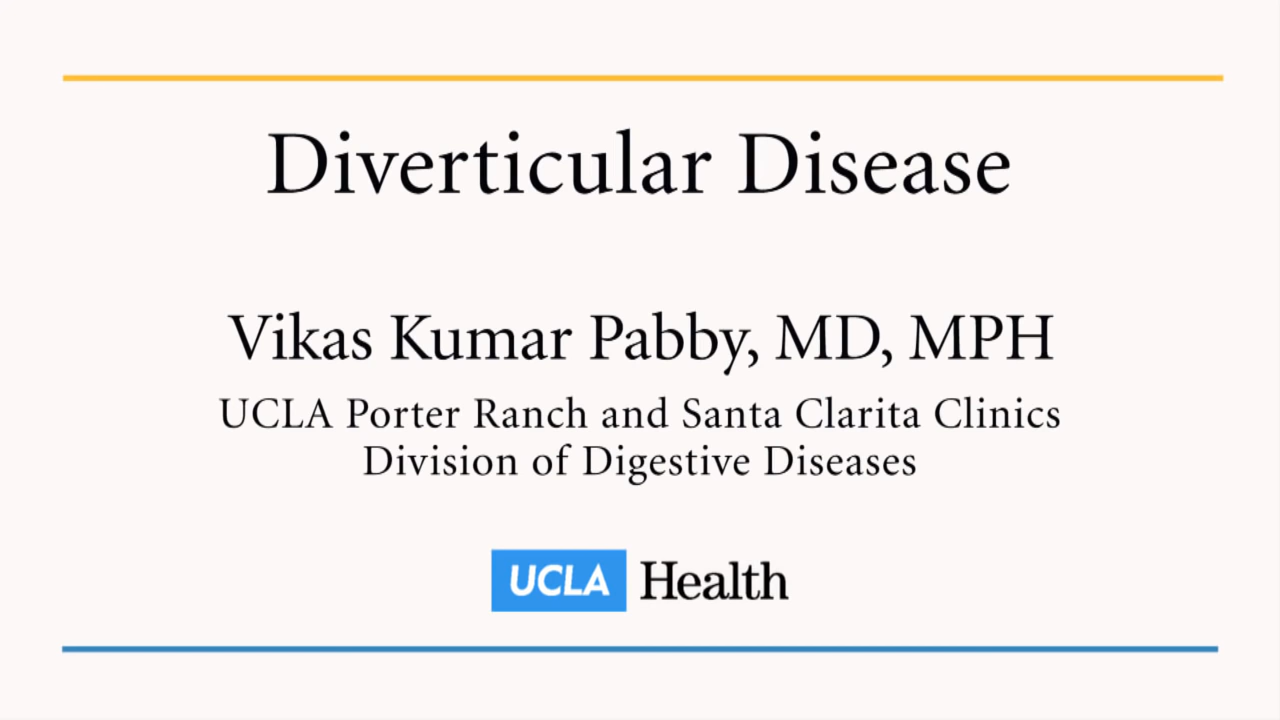 Diverticular Disease
Vikas Kumar Pabby, MD, MPH
UCLA Porter Ranch and Santa Clarita Clinics
Division of Digestive Diseases
UCLA Health